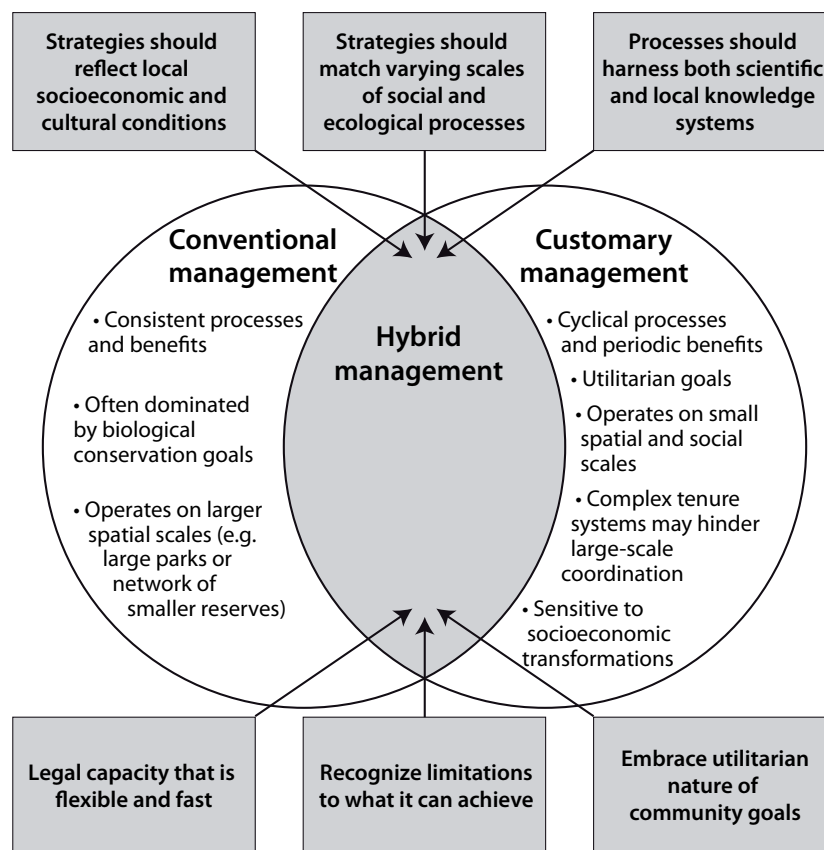 Strategies should
reflect local
socioeconomic and
cultural conditions
Strategies should
match varying scales
of social and
ecological processes
Processes should
harness both scientific
and local knowledge
systems
Conventional
management
• Consistent processes
and benefits
• Often dominated
by biological
conservation goals
• Operates on larger
spatial scales (e.g.
large parks or
network of
smaller reserves)
Hybrid
management
Customary
management
• Cyclical processes
and periodic benefits
• Utilitarian goals
• Operates on small
spatial and social
scales
• Complex tenure
systems may hinder
large-scale
coordination
• Sensitive to
socioeconomic
transformations
Legal capacity that is
flexible and fast
Recognize limitations
to what it can achieve
Embrace utilitarian
nature of
community goals